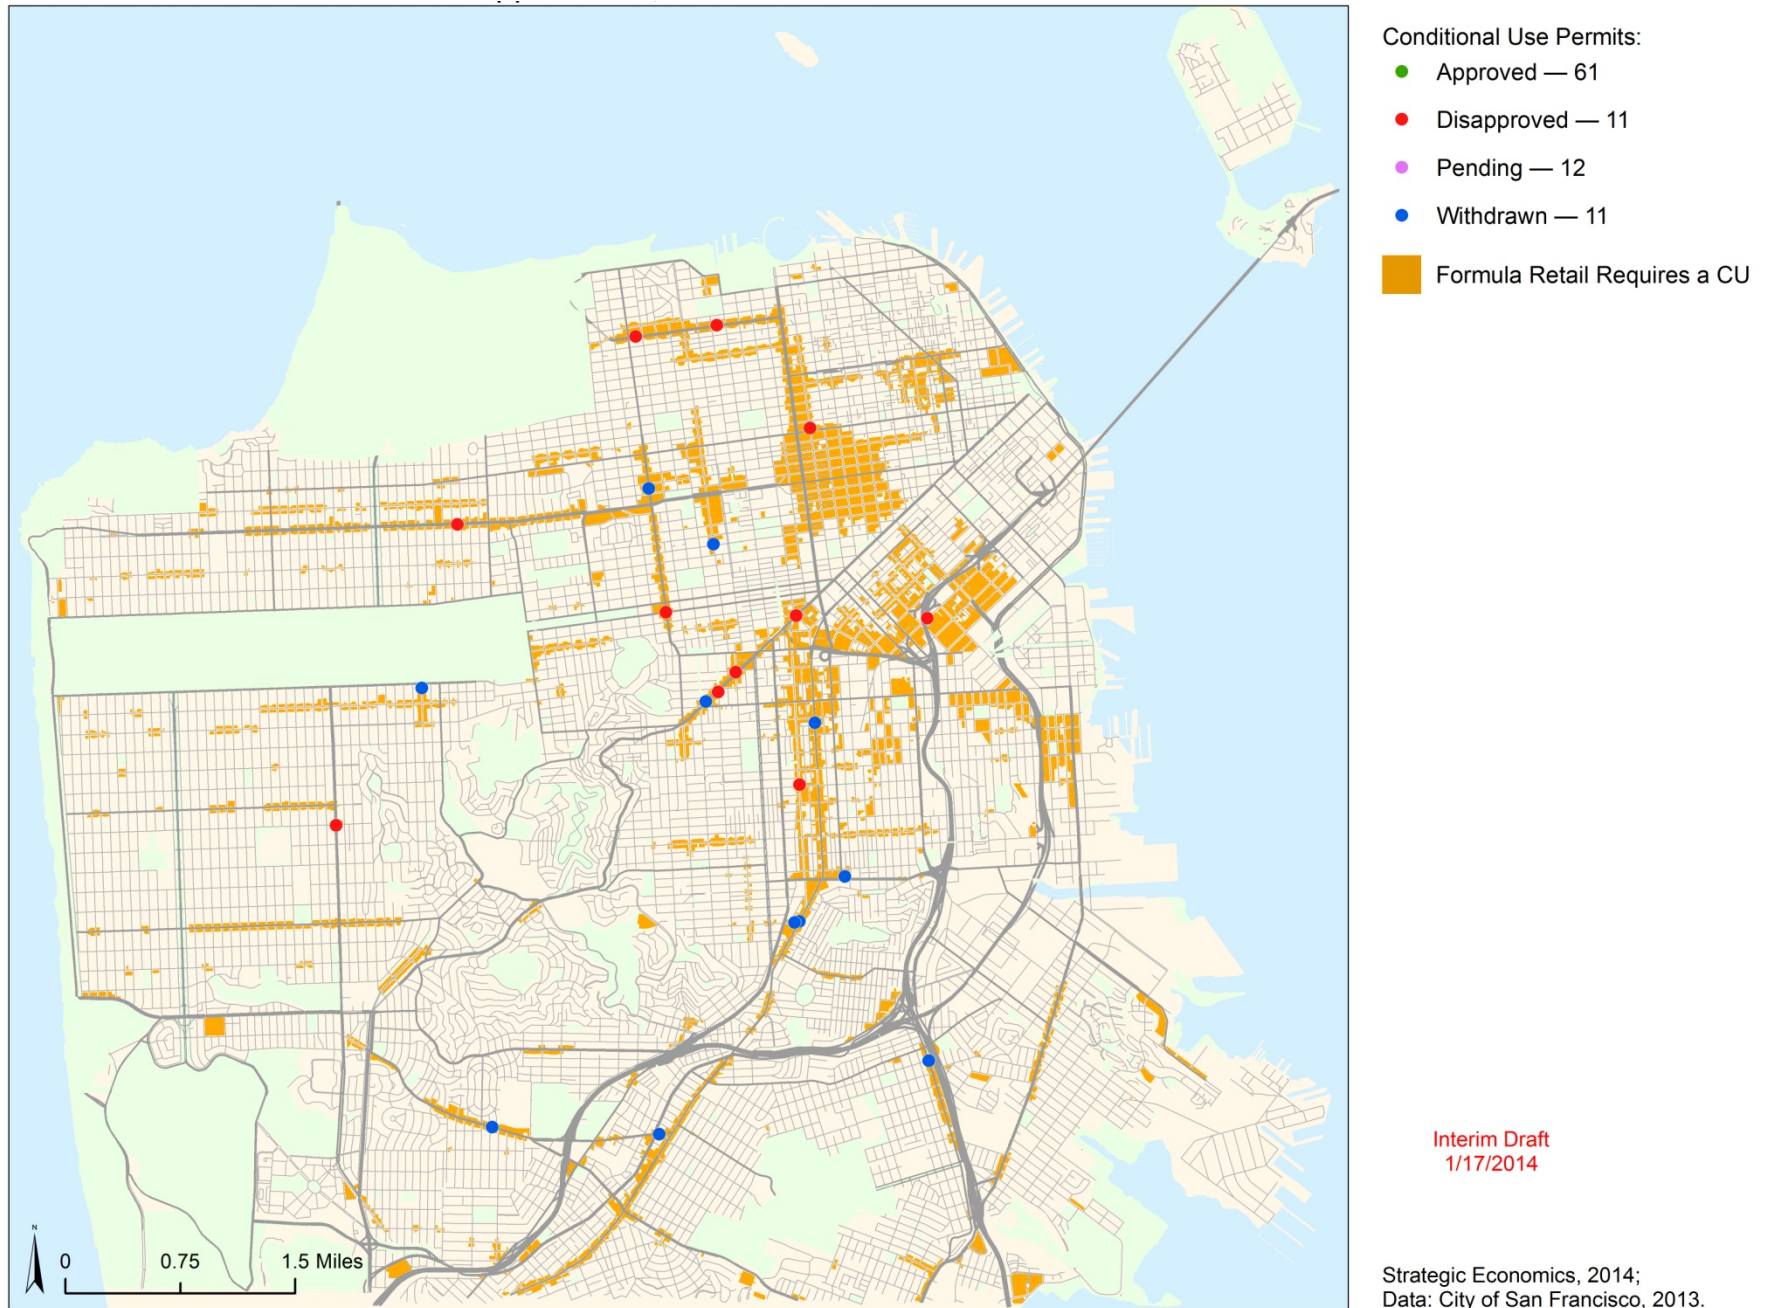 Conditional Use Permits:
Approved — 61
Disapproved — 11
Pending — 12
Withdrawn — 11
Formula Retail Requires a CU
Interim Draft
1/17/2014
N
0 0.75 1.5 Miles
Strategic Economics, 2014;
Data: City of San Francisco, 2013.